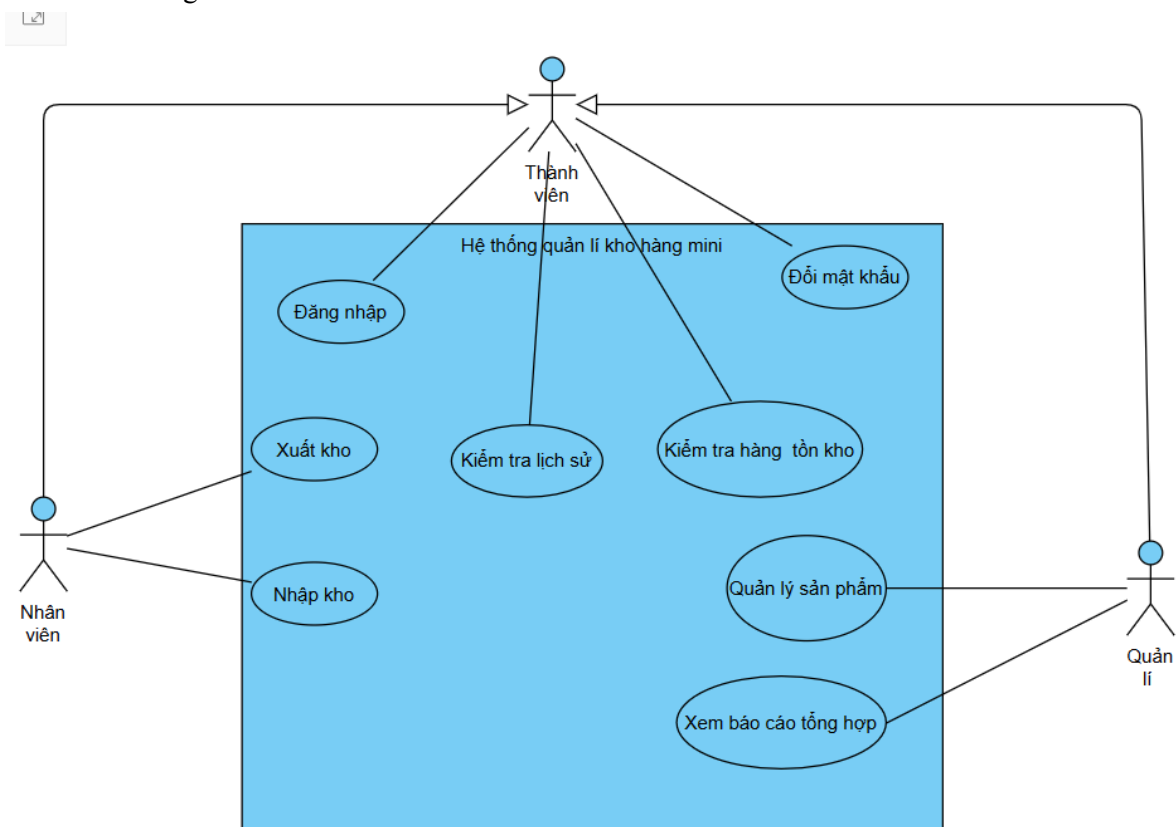 Thành
viên
Hệ thống quản lí kho hàng mini
Đổi mật khẩu
Đăng nhập
Xuất kho
Kiểm tra lịch sử
Kiểm tra hàng tồn kho
Nhập kho
Quản lý sản phẩm
Nhân
viên
Quản
lí
Xem báo cáo tổng hợp